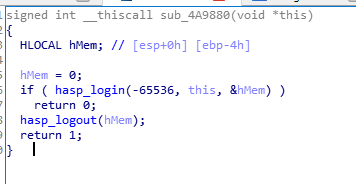 signed int __thiscall sub_4A9880(void *this)
{
HLOCAL hMem; // [esp+0h] [ebp-4h]
hMem = 0;
if ( hasp_login(-65536, this, &hMem) )
return 0;
hasp_logout(hMem);
return 1;
}